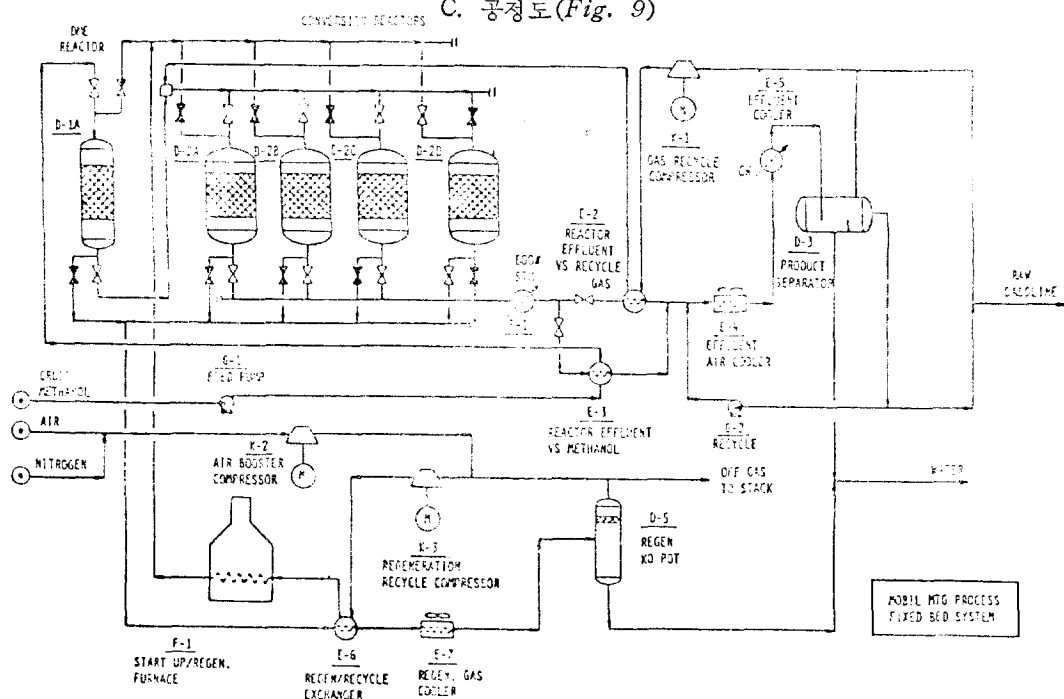 C. 공정도(Fig. 9)
CONVERSION REACTORS
DME
REACTOR
D-1A
D-2A
D-2B
D-2C
D-2D
K-1
GAS RECYCLE
COMPRESSOR
E-5
EFFLUENT
COOLER
D-3
PRODUCT
SEPARATOR
E-2
REACTOR
EFFLUENT
VS RECYCLE
GAS
EFFLUENT
AIR COOLER
RAW
GASOLINE
G-1
FEED PUMP
CRUDE
METHANOL
AIR
NITROGEN
K-2
AIR BOOSTER
COMPRESSOR
M
E-3
REACTOR EFFLUENT
VS METHANOL
RECYCLE
OFF GAS
TO STACK
WATER
M
K-3
REGENERATION
RECYCLE COMPRESSOR
D-5
REGEN
KO POT
F-1
START UP/REGEN.
FURNACE
E-6
REGEN/RECYCLE
EXCHANGER
E-7
REGEN. GAS
COOLER
MOBIL MTG PROCESS
FIXED BED SYSTEM